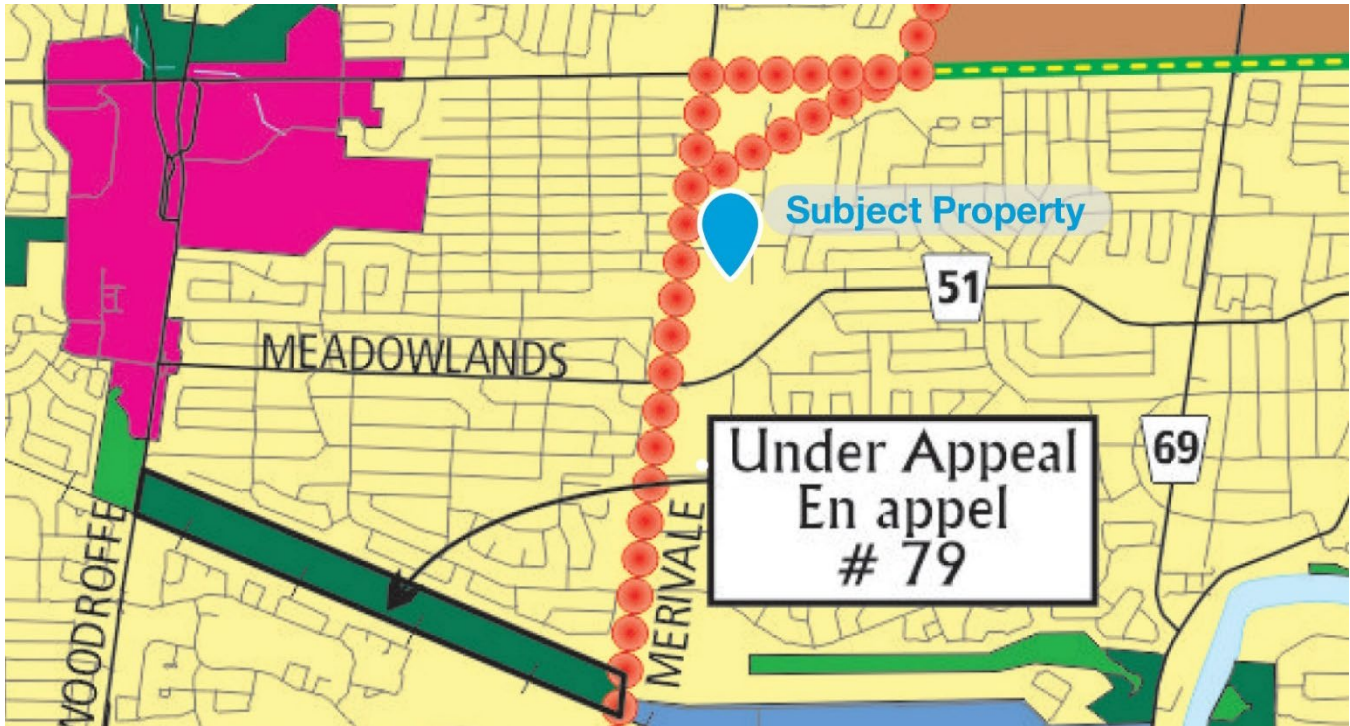 Subject Property
51
MEADOWLANDS
Under Appeal
En appel
# 79
69
WOODROFFE
MERIVALE